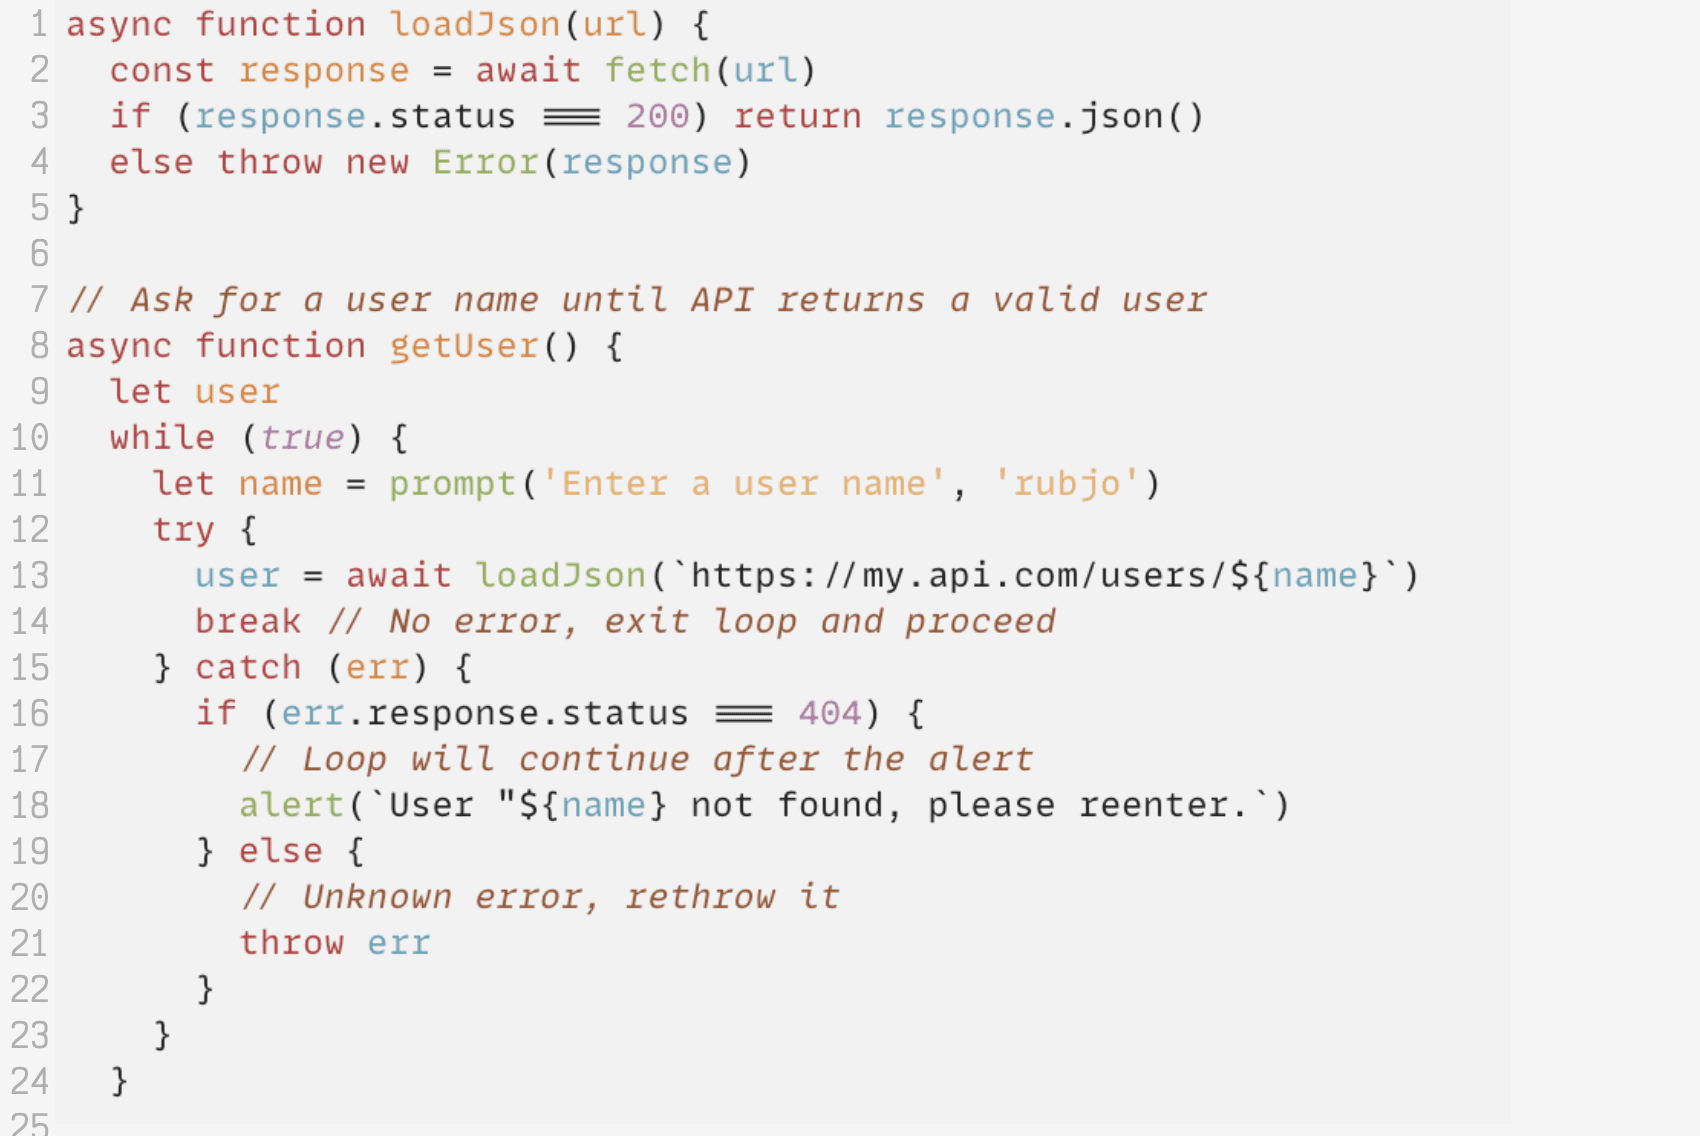 1 async function loadJson(url) {
2   const response = await fetch(url)
3   if (response.status === 200) return response.json()
4   else throw new Error(response)
5 }
6
7 // Ask for a user name until API returns a valid user
8 async function getUser() {
9   let user
10   while (true) {
11     let name = prompt('Enter a user name', 'rubjo')
12     try {
13       user = await loadJson(`https://my.api.com/users/${name}`)
14       break // No error, exit loop and proceed
15     } catch (err) {
16       if (err.response.status === 404) {
17         // Loop will continue after the alert
18         alert(`User "${name} not found, please reenter.`)
19       } else {
20         // Unknown error, rethrow it
21         throw err
22       }
23     }
24   }
25